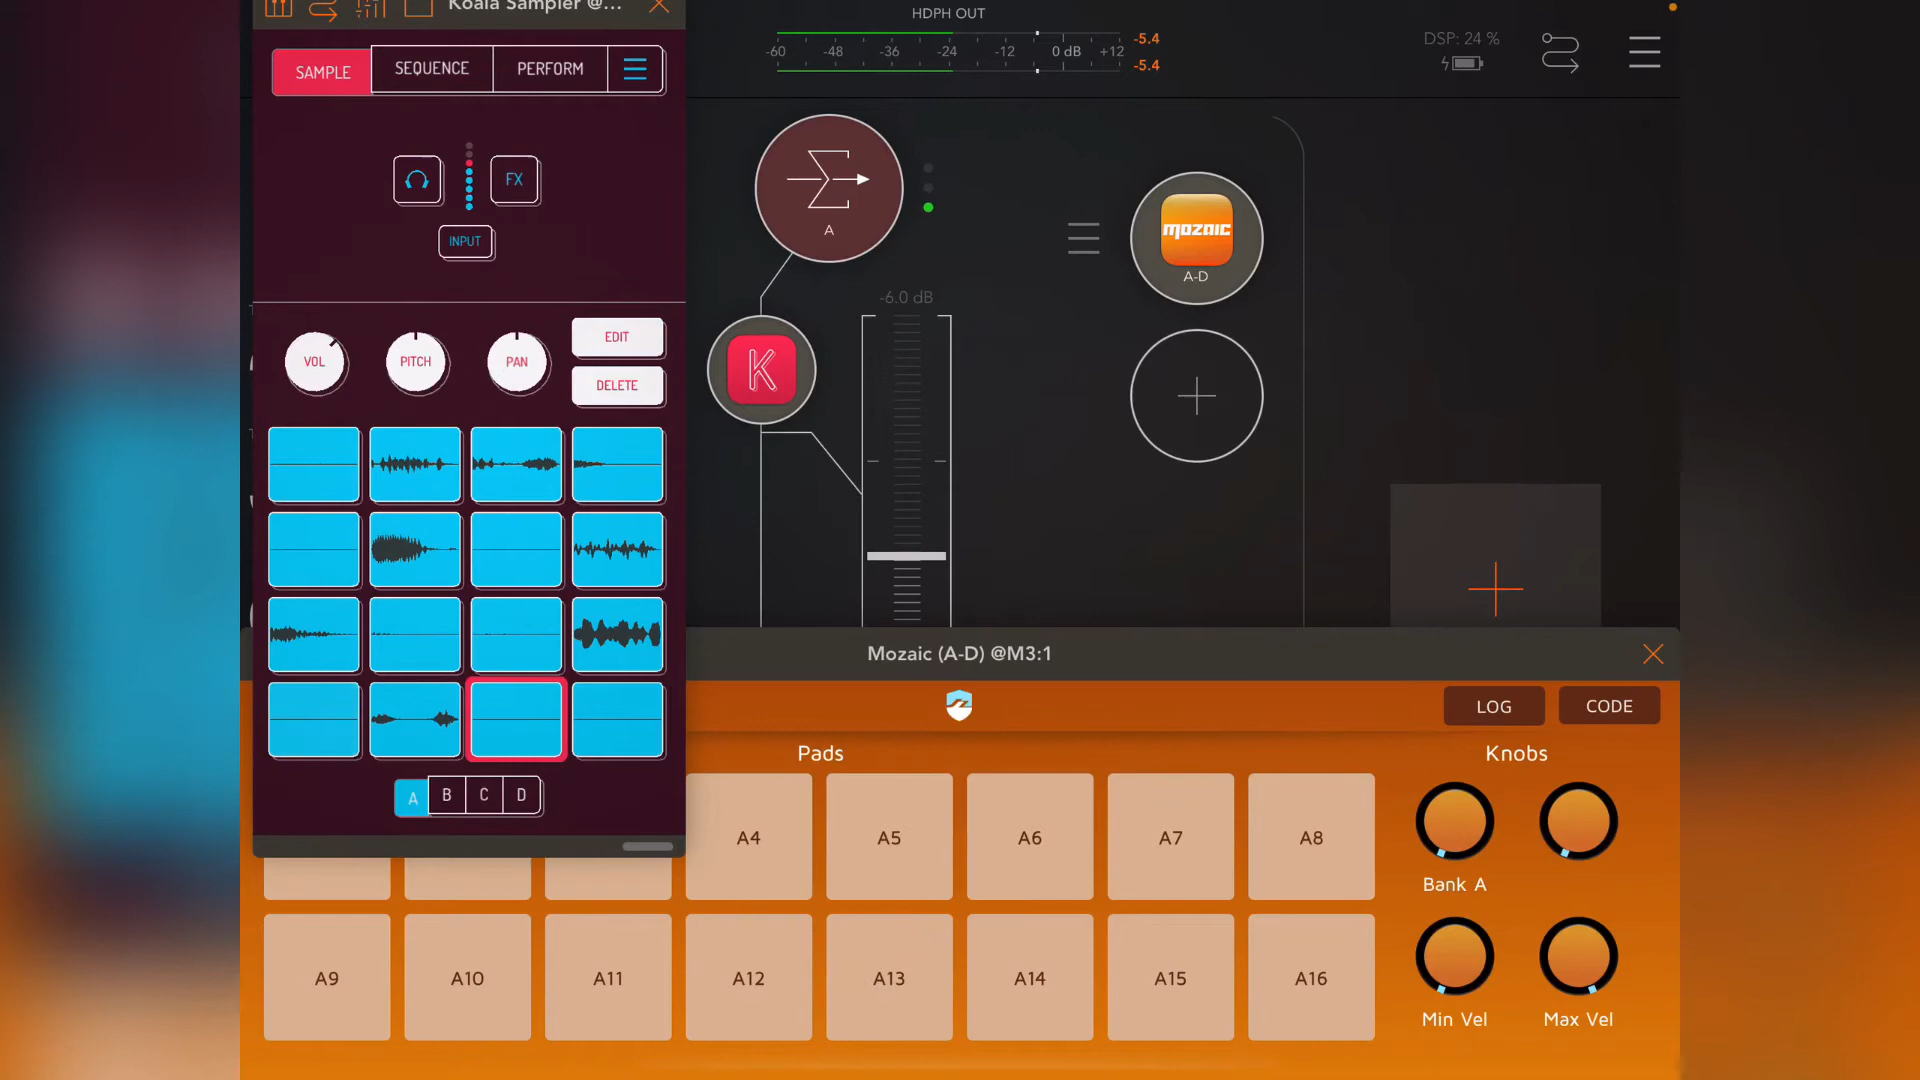 Koala Sampler @...
SAMPLE
SEQUENCE
PERFORM
FX
INPUT
VOL
PITCH
PAN
EDIT
DELETE
A
B
C
D
HDPH OUT
-60 -48 -36 -24 -12 0 dB +12
-5.4
-5.4
DSP: 24 %
A
-6.0 dB
K
mozaic
A-D
Mozaic (A-D) @M3:1
LOG
CODE
Pads
Knobs
A4
A5
A6
A7
A8
Bank A
A9
A10
A11
A12
A13
A14
A15
A16
Min Vel
Max Vel